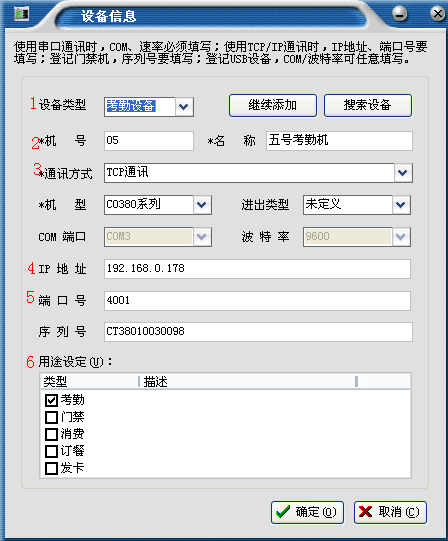 设备信息
使用串口通讯时，COM、速率必须填写；使用TCP/IP通讯时，IP地址、端口号要
填写；登记门禁机，序列号要填写；登记USB设备，COM/波特率可任意填写。
1设备类型 考勤设备 继续添加 搜索设备
2*机 号 05 *名 称 五号考勤机
3*通讯方式 TCP通讯
*机 型 C0380系列 进出类型 未定义
COM 端口 COM3 波 特 率 9600
4 IP 地 址 192.168.0.178
5 端 口 号 4001
序 列 号 CT38010030098
6 用途设定(U)：
类型 描述
考勤
门禁
消费
订餐
发卡
确定(O) 取消(C)